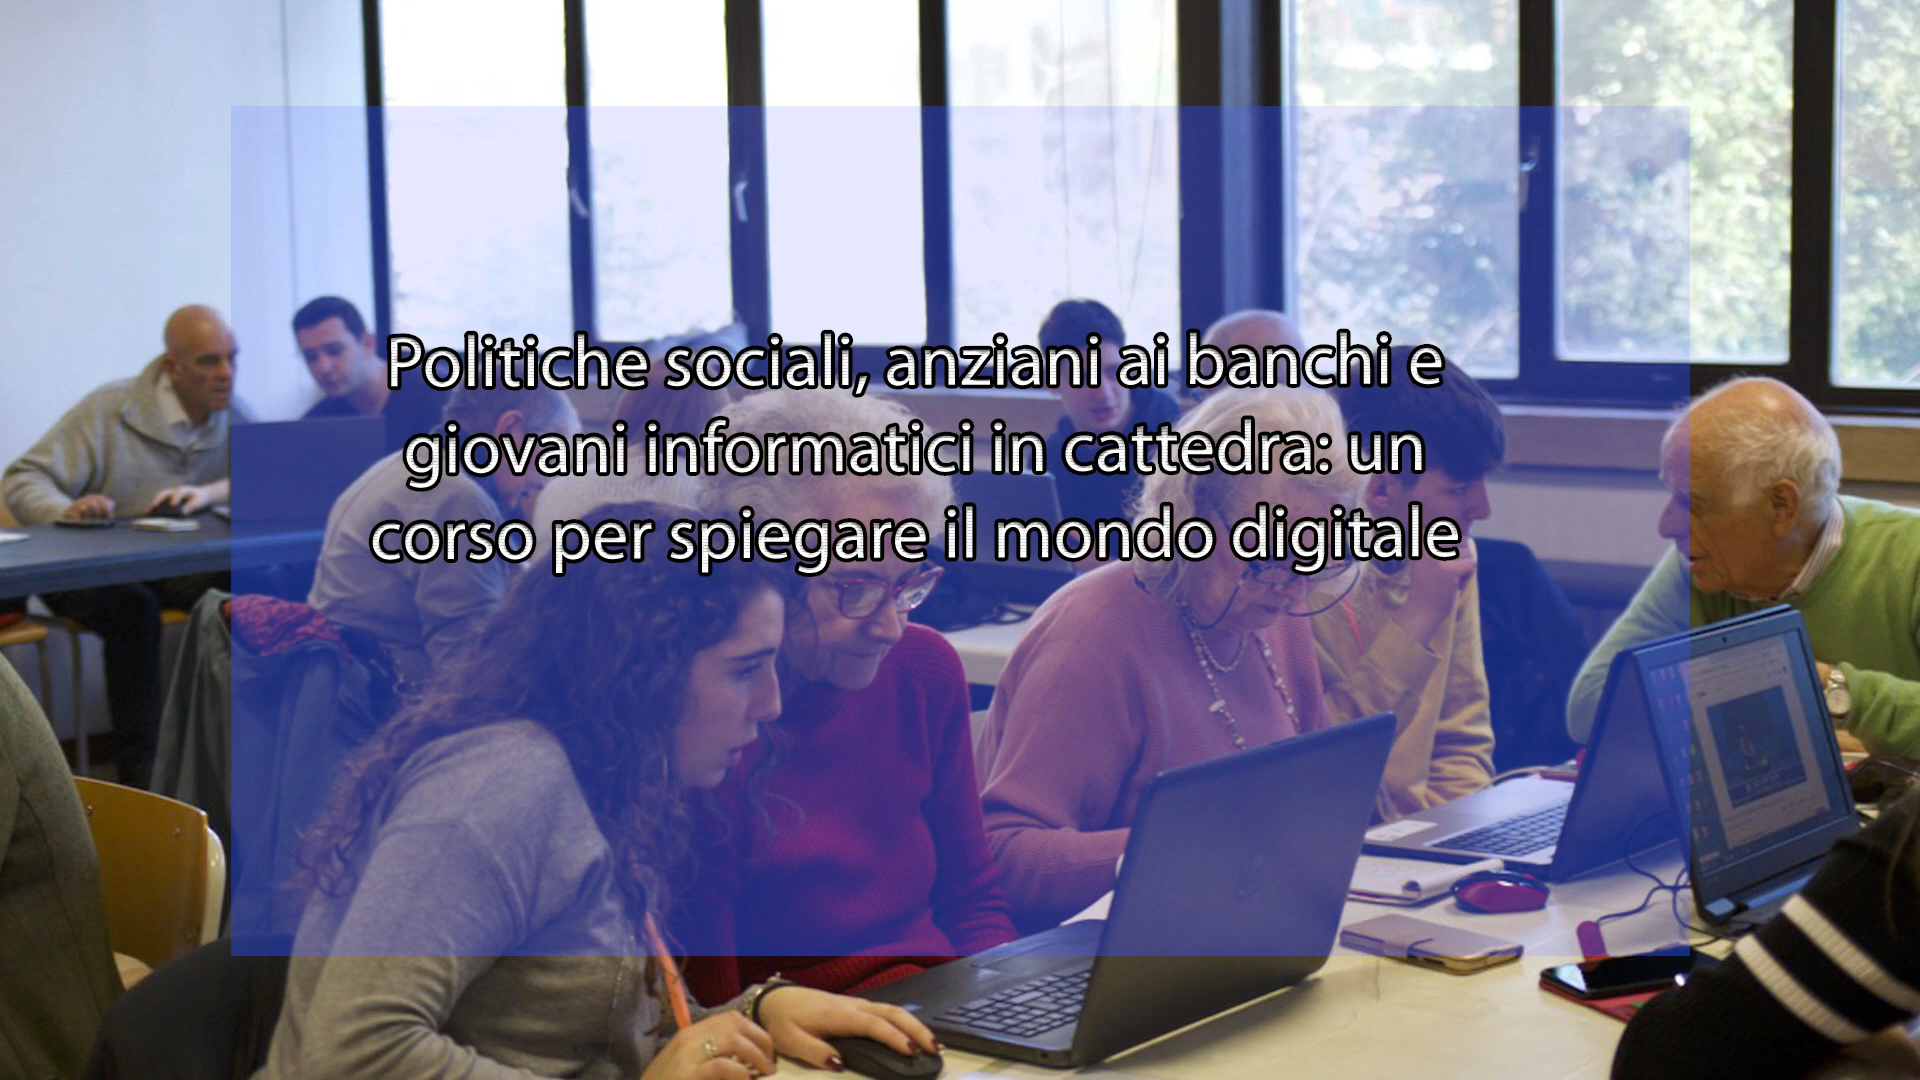 Politiche sociali, anziani ai banchi e
giovani informatici in cattedra: un
corso per spiegare il mondo digitale